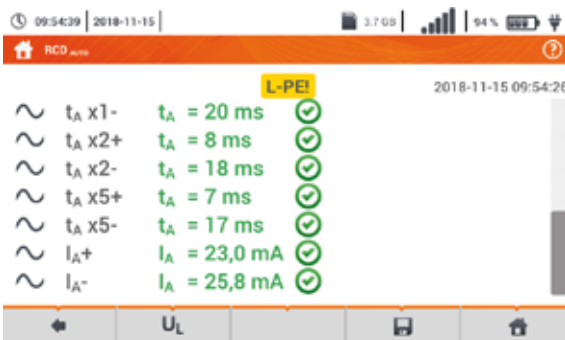 09:54:39 2018-11-15 3.7 GB 94%
RCD AUTO ?
L-PE! 2018-11-15 09:54:26
tA x1- tA = 20 ms
tA x2+ tA = 8 ms
tA x2- tA = 18 ms
tA x5+ tA = 7 ms
tA x5- tA = 17 ms
IA+ IA = 23,0 mA
IA- IA = 25,8 mA
UL